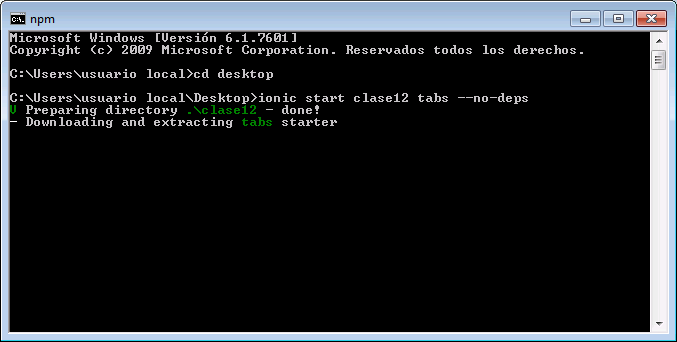 npm
Microsoft Windows [Versión 6.1.7601]
Copyright (c) 2009 Microsoft Corporation. Reservados todos los derechos.
C:\Users\usuario local>cd desktop
C:\Users\usuario local\Desktop>ionic start clase12 tabs --no-deps
V Preparing directory .\clase12 - done!
- Downloading and extracting tabs starter